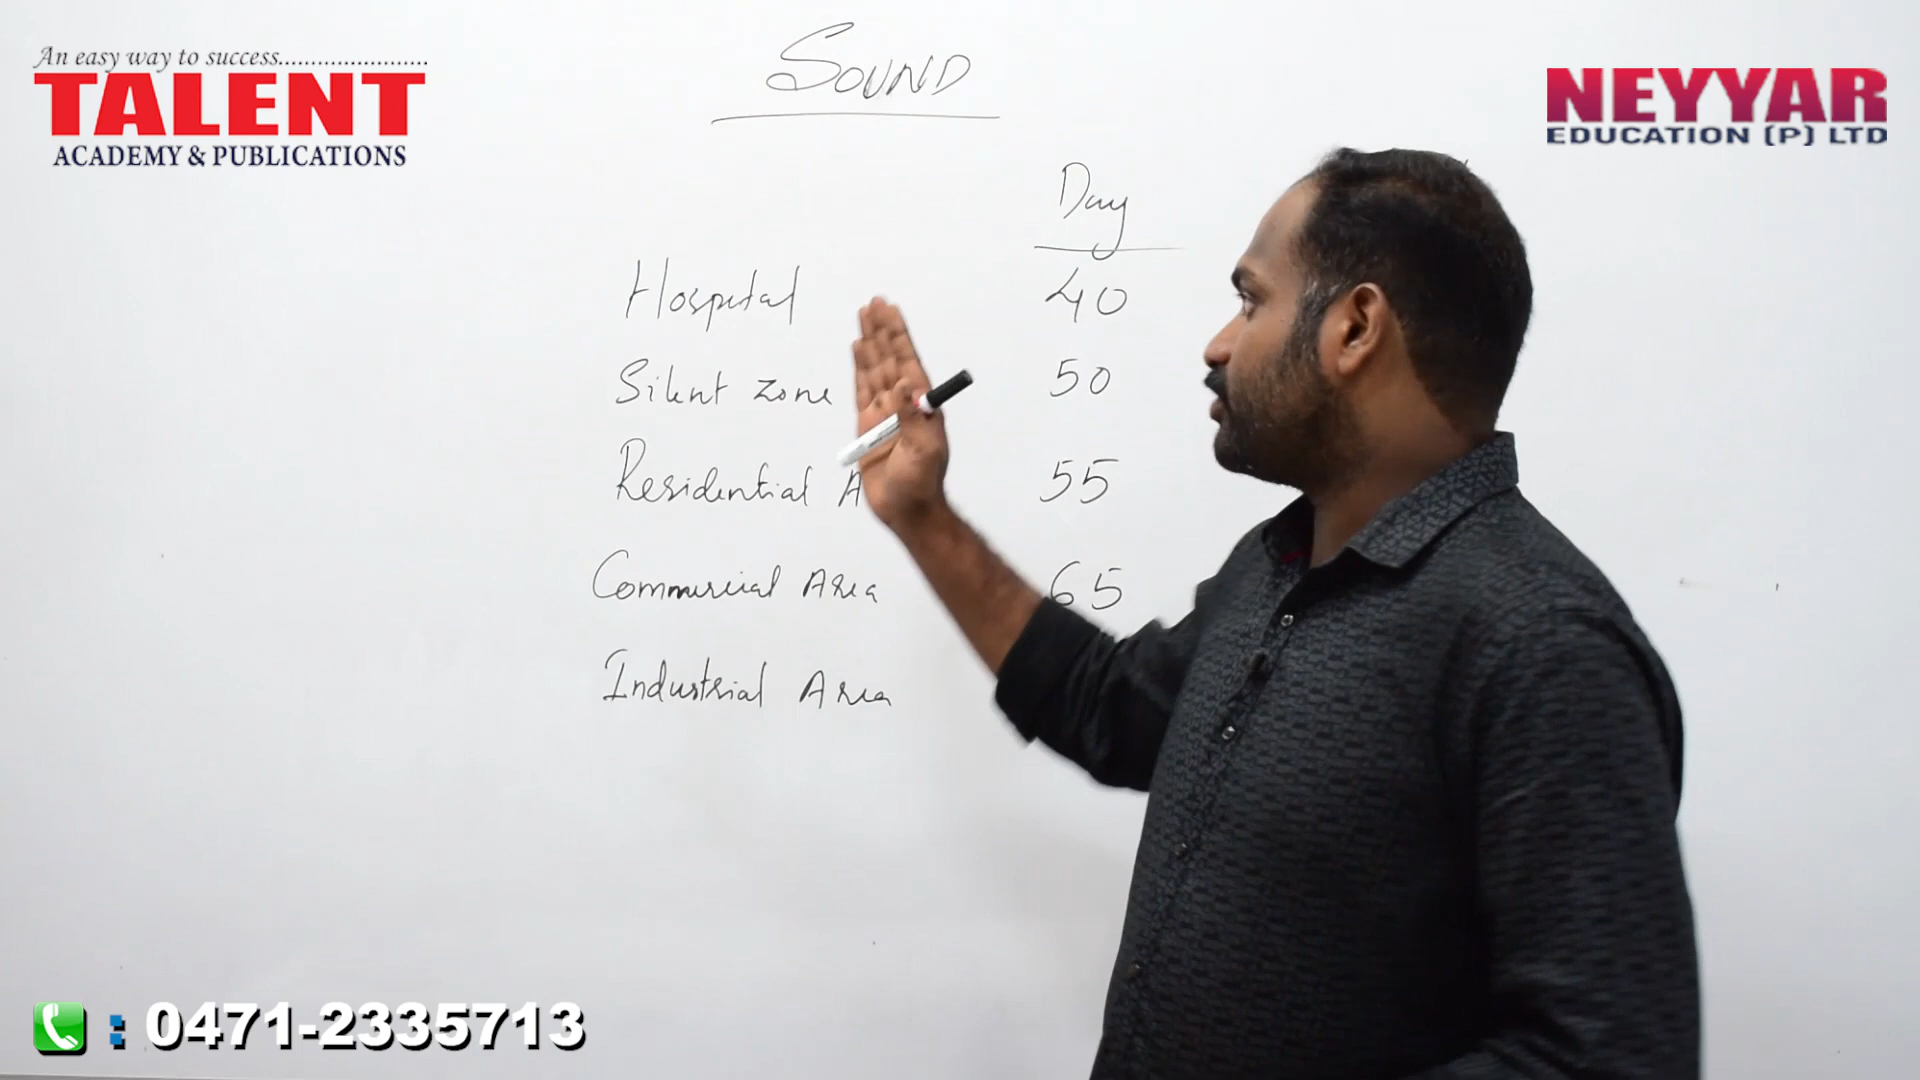 An easy way to success.......................
TALENT
ACADEMY & PUBLICATIONS
NEYYAR
EDUCATION (P) LTD
SOUND
Day
Hospital 40
Silent zone 50
Residential A 55
Commercial Area 65
Industrial Area
: 0471-2335713